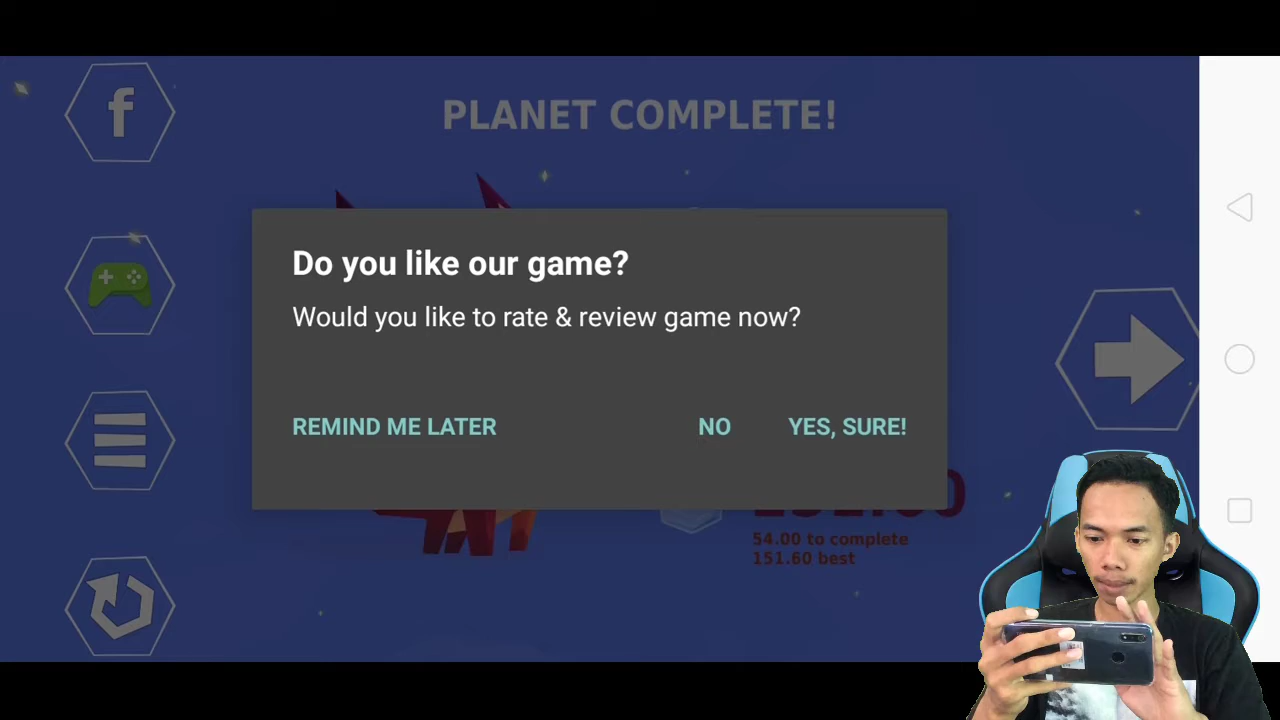 PLANET COMPLETE!
Do you like our game?
Would you like to rate & review game now?
REMIND ME LATER
NO
YES, SURE!
54.00 to complete
151.60 best